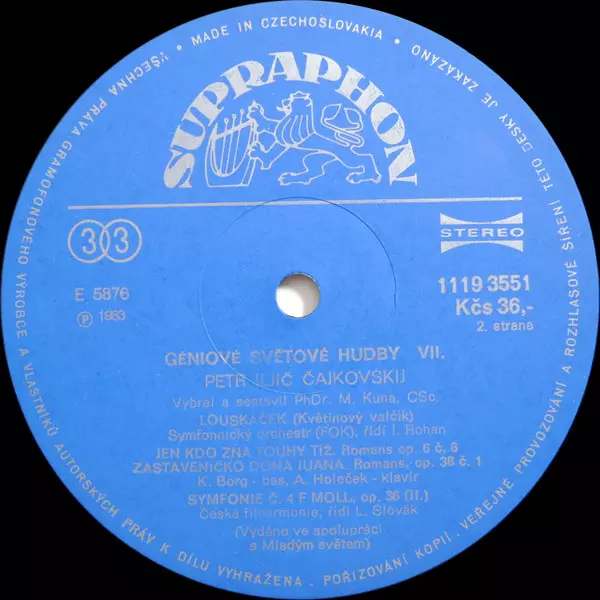 VŠECHNA PRÁVA GRAMOFONOVÉHO VÝROBCE A VLASTNÍKŮ AUTORSKÝCH PRÁV K DÍLU VYHRAŽENA. POŘIZOVÁNÍ KOPIÍ, VEŘEJNÉ PROVOZOVÁNÍ A ROZHLASOVÉ ŠÍŘENÍ TÉTO DESKY JE ZAKÁZÁNO
• MADE IN CZECHOSLOVAKIA •
SUPRAPHON
33
STEREO
E 5876
℗ 1983
1119 3551
Kčs 36,-
2. strana
GÉNIOVÉ SVĚTOVÉ HUDBY VII.
PETR ILJIČ ČAJKOVSKIJ
Vybral a sestavil PhDr. M. Kuna, CSc.
LOUSKÁČEK (Květinový valčík)
Symfonický orchestr (FOK), řídí I. Rohan
JEN KDO ZNÁ TOUHY TÍŽ. Romans op. 6 č. 6
ZASTAVENÍČKO DONA JUANA. Romans, op. 38 č. 1
K. Borg - bas, A. Holeček - klavír
SYMFONIE Č. 4 F MOLL, op. 36 (II.)
Česká filharmonie, řídí L. Slovák
(Vydáno ve spolupráci
s Mladým světem)